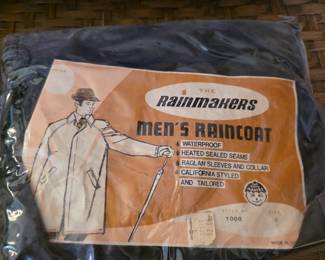 THE
Rainmakers
MEN'S RAINCOAT
WATERPROOF
HEATED SEALED SEAMS
RAGLAN SLEEVES AND COLLAR
CALIFORNIA STYLED
AND TAILORED
1000